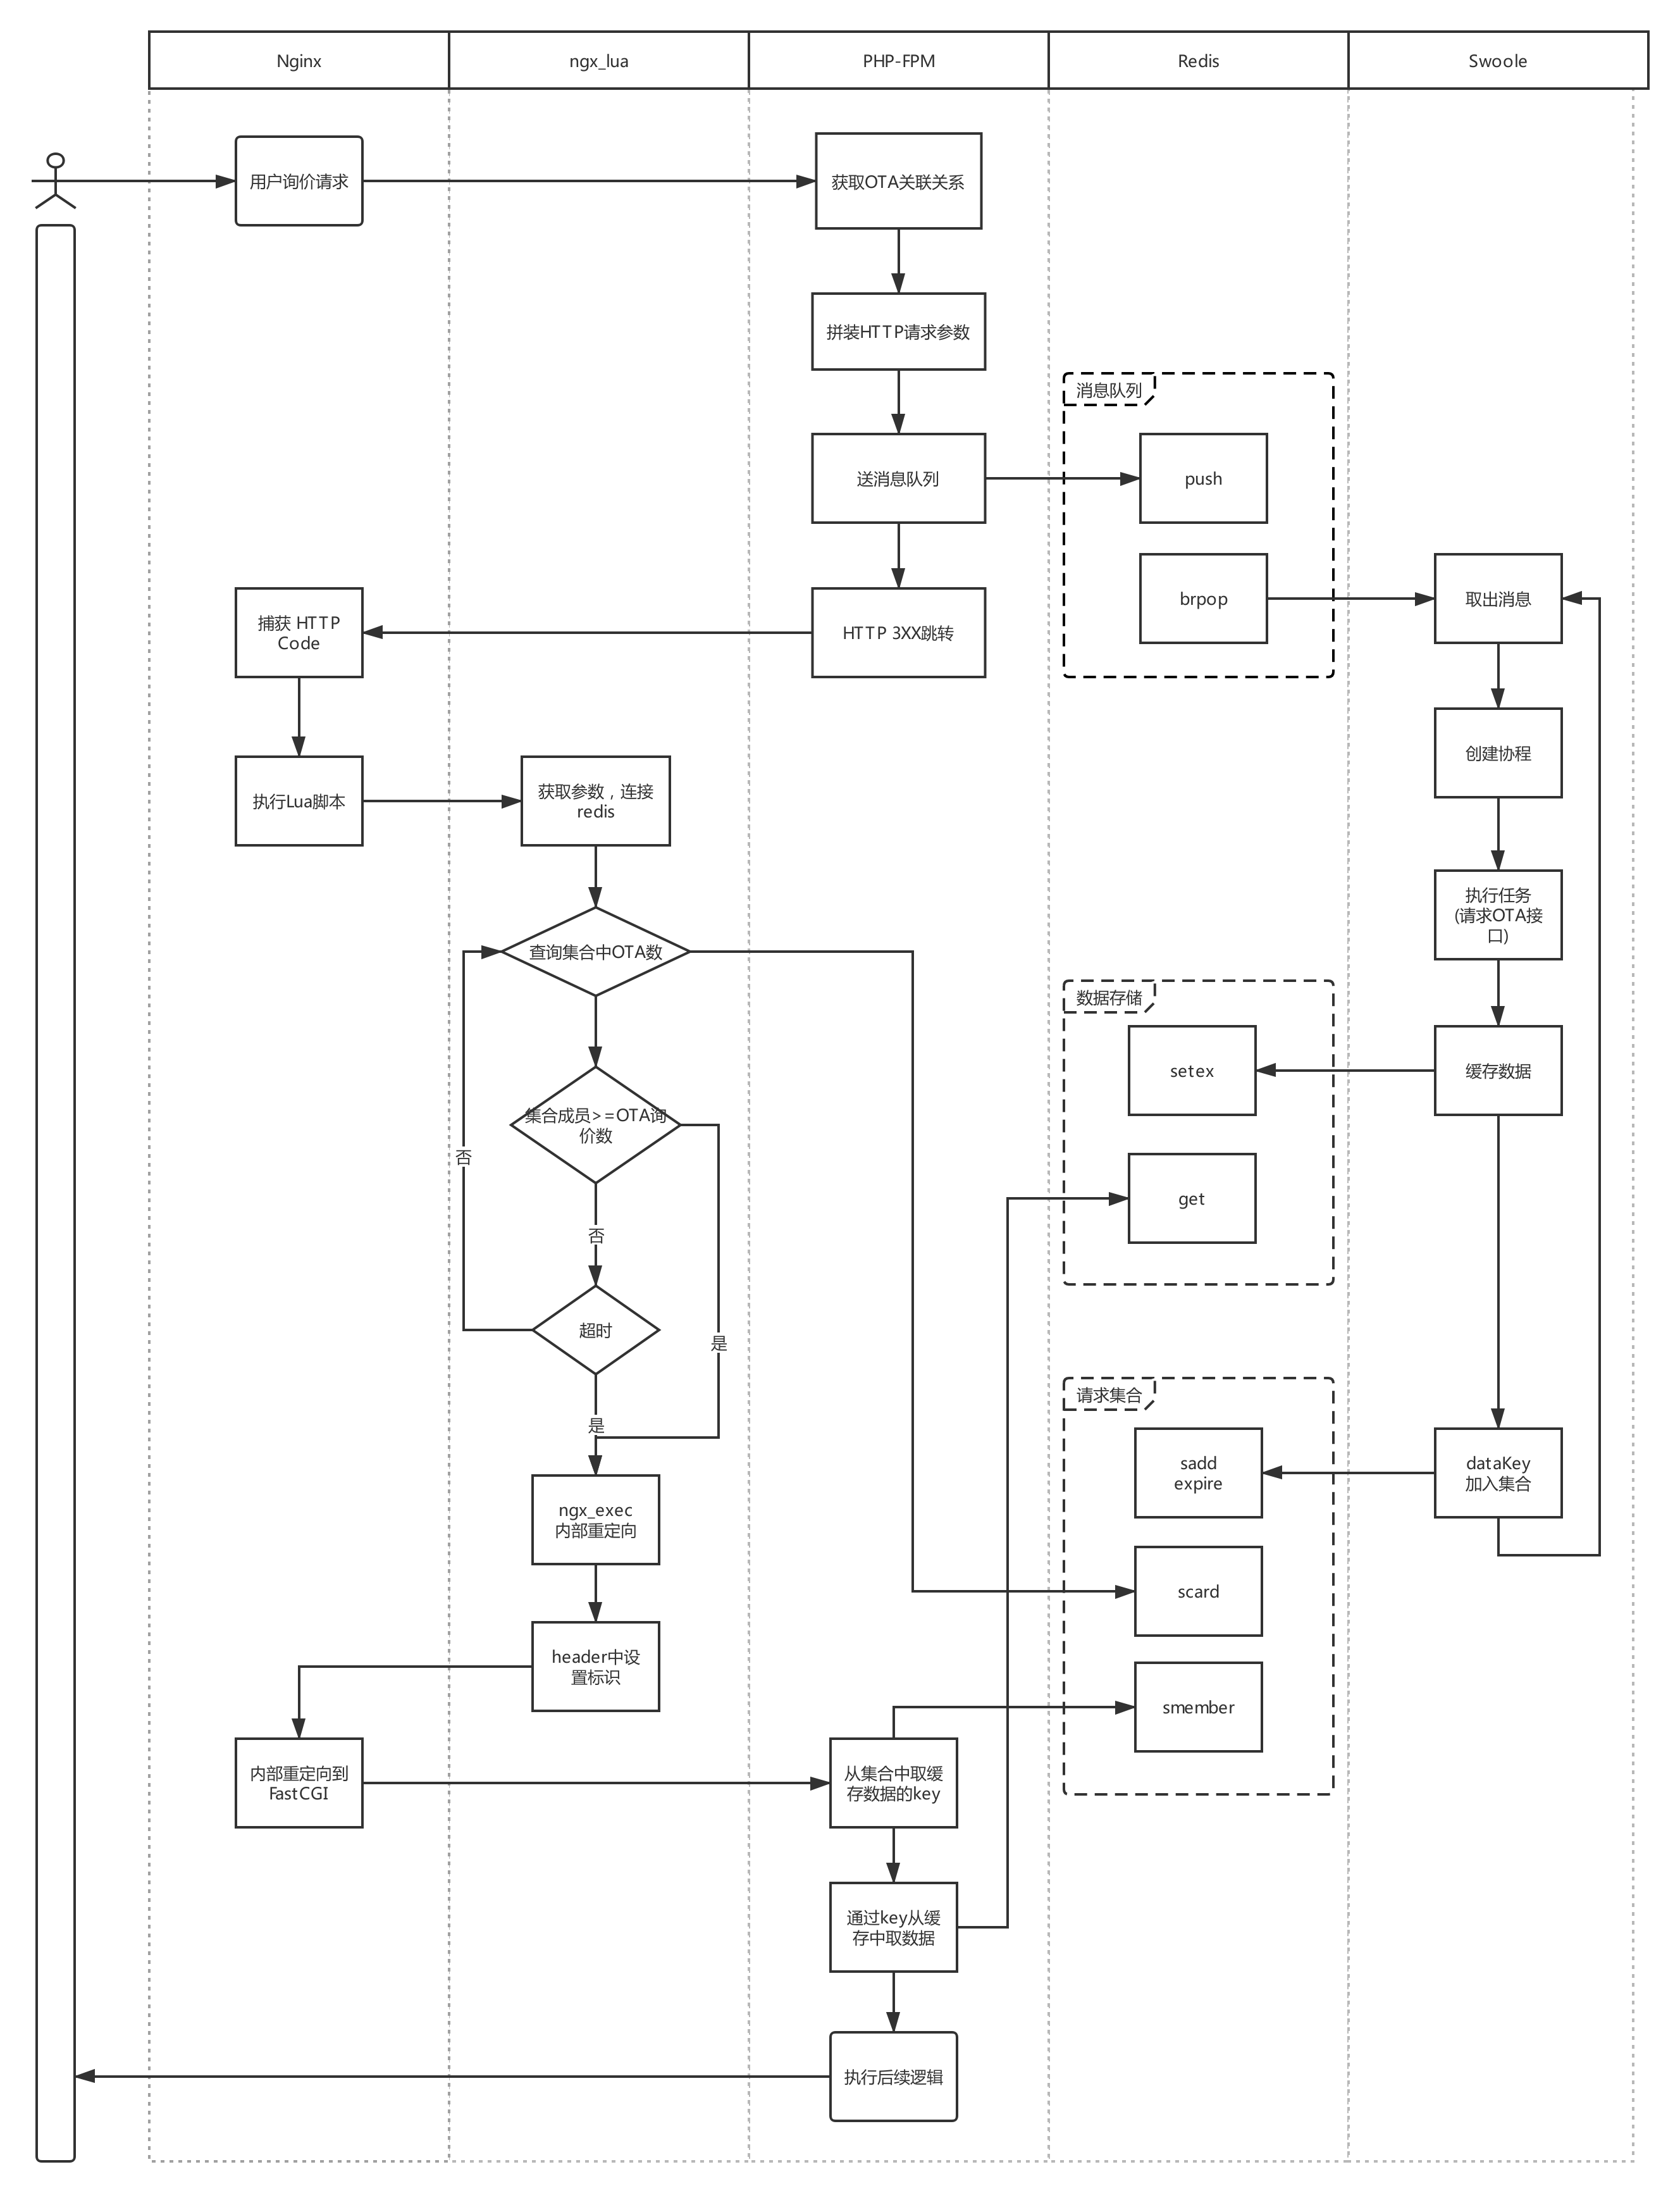 Nginx
ngx_lua
PHP-FPM
Redis
Swoole
用户询价请求
获取OTA关联关系
拼装HTTP请求参数
消息队列
送消息队列
push
brpop
取出消息
捕获 HTTP
Code
HTTP 3XX跳转
创建协程
执行Lua脚本
获取参数，连接
redis
执行任务
(请求OTA接
口)
查询集合中OTA数
数据存储
setex
缓存数据
集合成员>=OTA询
价数
否
get
否
超时
是
请求集合
是
sadd
expire
dataKey
加入集合
ngx_exec
内部重定向
scard
header中设
置标识
smember
内部重定向到
FastCGI
从集合中取缓
存数据的key
通过key从缓
存中取数据
执行后续逻辑